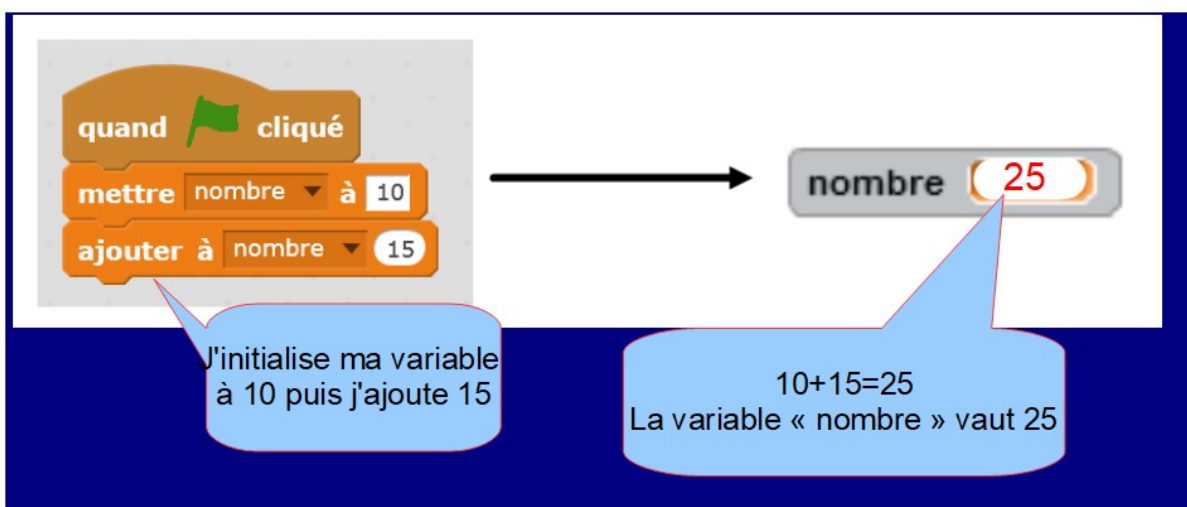 quand cliqué
mettre nombre à 10
ajouter à nombre 15
nombre 25
J'initialise ma variable
à 10 puis j'ajoute 15
10+15=25
La variable « nombre » vaut 25